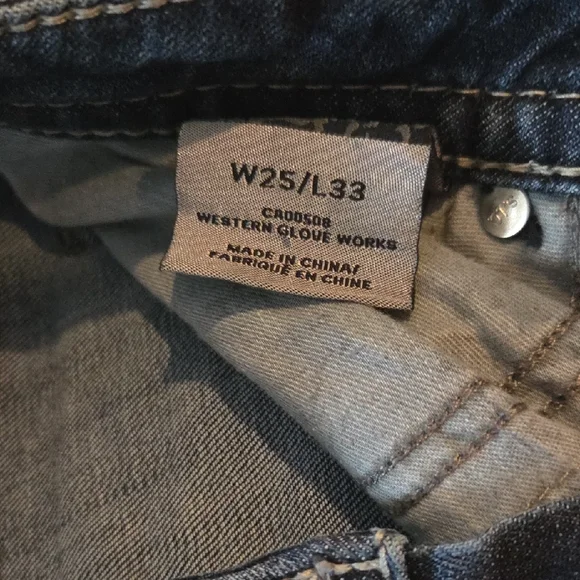 W25/L33
CA00508
WESTERN GLOVE WORKS
MADE IN CHINA/
FABRIQUÉ EN CHINE